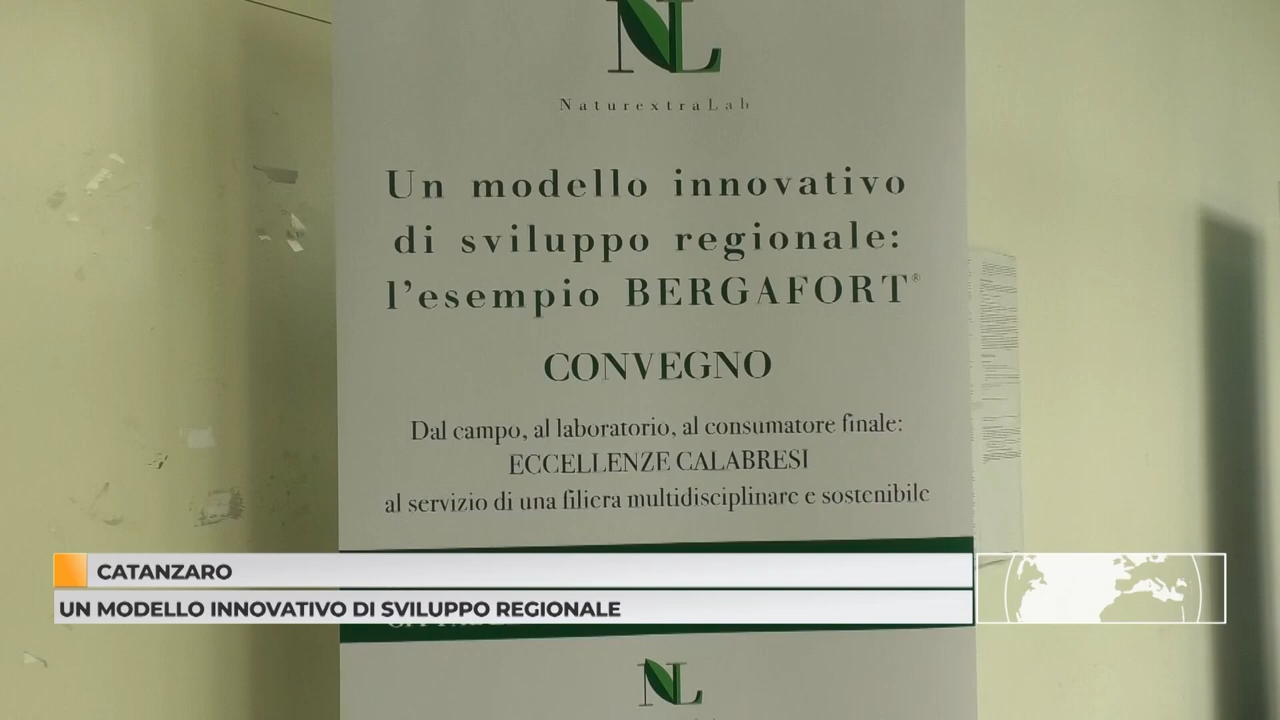 NL
NaturextraLab
Un modello innovativo
di sviluppo regionale:
l'esempio BERGAFORT®
CONVEGNO
Dal campo, al laboratorio, al consumatore finale:
ECCELLENZE CALABRESI
al servizio di una filiera multidisciplinare e sostenibile
CATANZARO
UN MODELLO INNOVATIVO DI SVILUPPO REGIONALE
NL